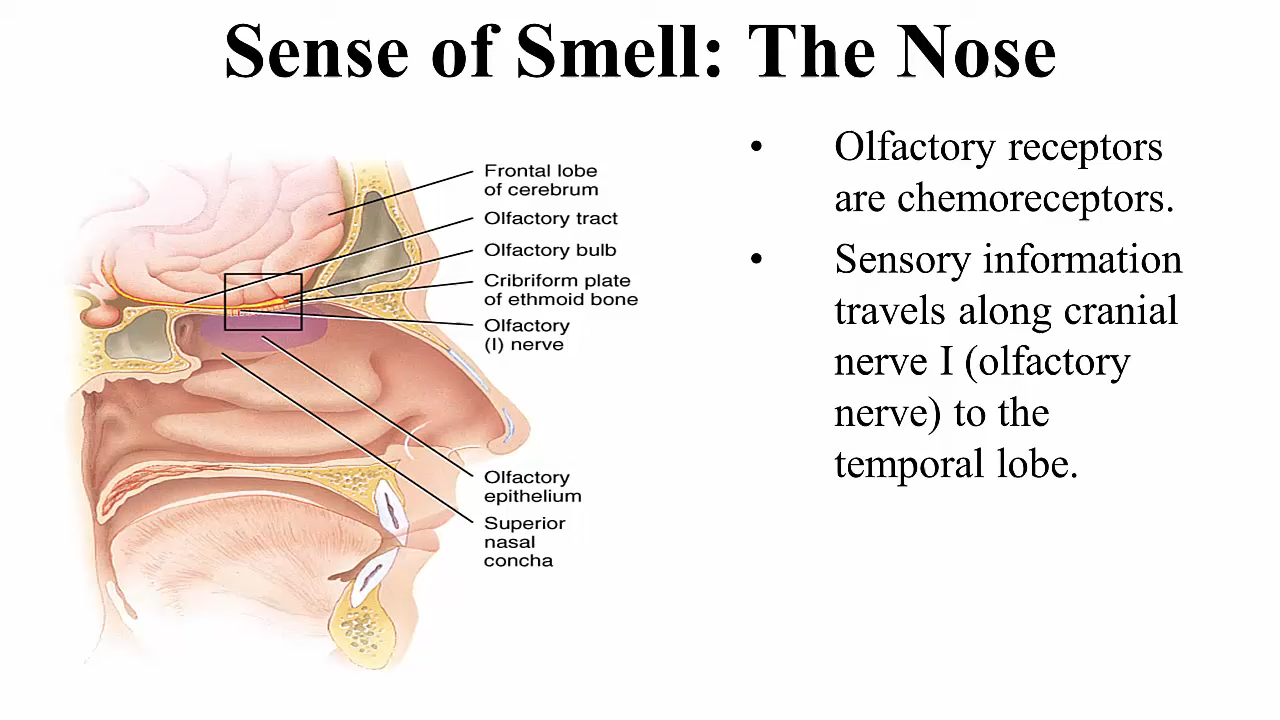 Sense of Smell: The Nose
Frontal lobe
of cerebrum
Olfactory tract
Olfactory bulb
Cribriform plate
of ethmoid bone
Olfactory
(I) nerve
Olfactory
epithelium
Superior
nasal
concha
• Olfactory receptors
are chemoreceptors.
• Sensory information
travels along cranial
nerve I (olfactory
nerve) to the
temporal lobe.